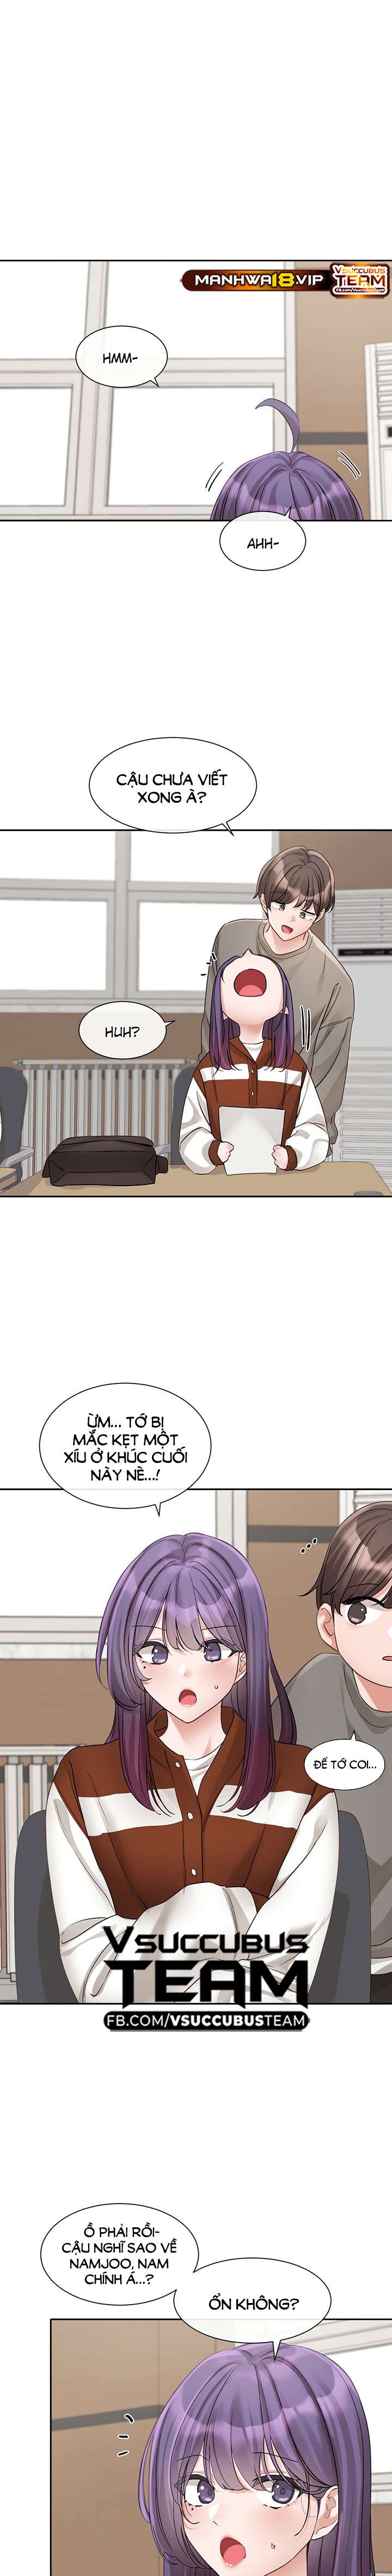 MANHWA18.VIP
VSUCCUBUS
TEAM
HMM-
AHH-
CẬU CHƯA VIẾT
XONG À?
HUH?
ỪM... TỚ BỊ
MẮC KẸT MỘT
XÍU Ở KHÚC CUỐI
NÀY NÈ...!
ĐỂ TỚ COI...
VSUCCUBUS
TEAM
FB.COM/VSUCCUBUSTEAM
Ồ PHẢI RỒI-
CẬU NGHĨ SAO VỀ
NAMJOO, NAM
CHÍNH Á...?
ỔN KHÔNG?